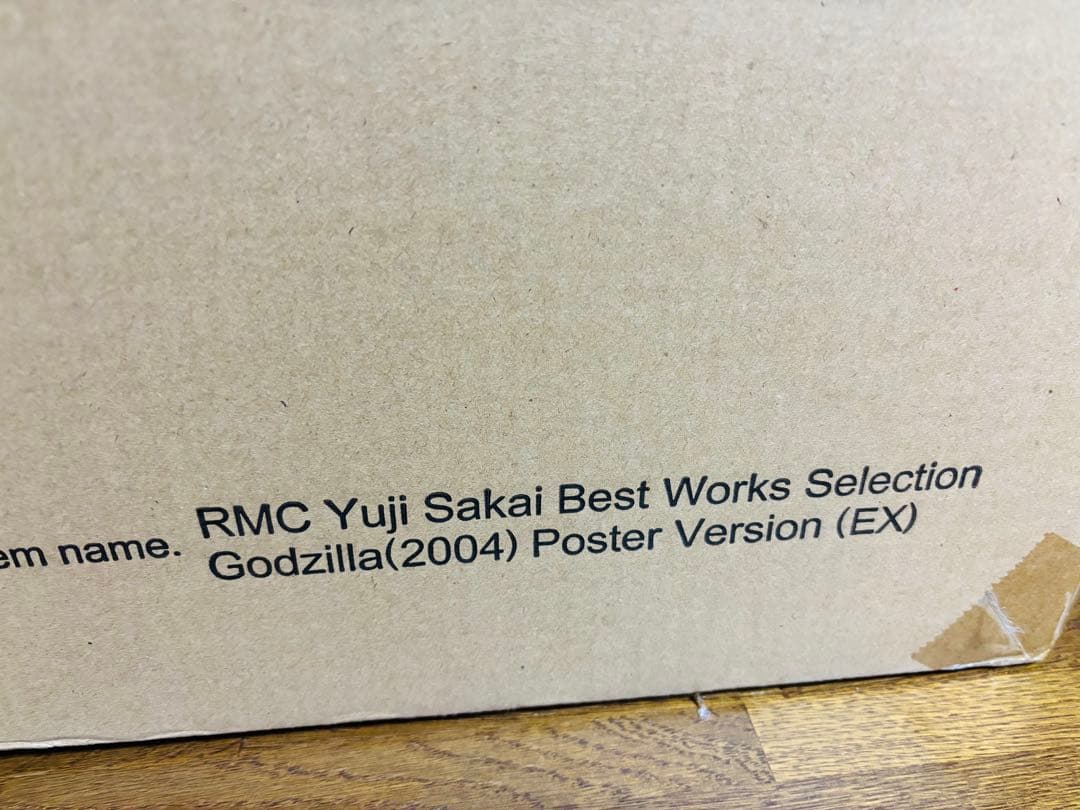 em name.
RMC Yuji Sakai Best Works Selection
Godzilla(2004) Poster Version (EX)